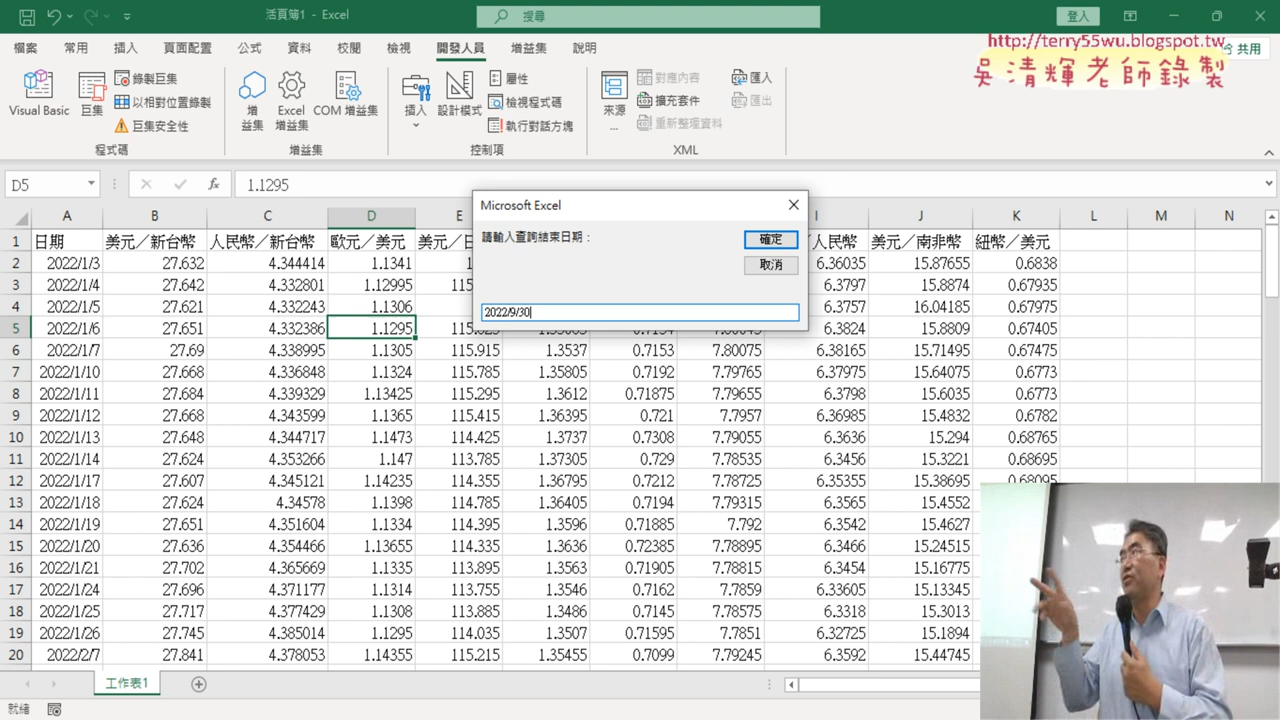 活頁簿1 - Excel
搜尋
登入
檔案 常用 插入 頁面配置 公式 資料 校閱 檢視 開發人員 增益集 說明
共用
http://terry55wu.blogspot.tw
吳清輝老師錄製
Visual Basic
巨集
錄製巨集
以相對位置錄製
巨集安全性
程式碼
增益集
Excel 增益集
COM 增益集
增益集
插入
設計模式
屬性
檢視程式碼
執行對話方塊
控制項
來源...
對應內容
擴充套件
重新整理資料
匯入
匯出
XML
D5
fx
1.1295
Microsoft Excel
請輸入查詢結束日期：
確定
取消
2022/9/30
A B C D E I J K L M N
1 日期 美元／新台幣 人民幣／新台幣 歐元／美元 美元／日 /人民幣 美元／南非幣 紐幣／美元
2 2022/1/3 27.632 4.344414 1.1341 1 6.36035 15.87655 0.6838
3 2022/1/4 27.642 4.332801 1.12995 115 6.3797 15.8874 0.67935
4 2022/1/5 27.621 4.332243 1.1306 6.3757 16.04185 0.67975
5 2022/1/6 27.651 4.332386 1.1295 6.3824 15.8809 0.67405
6 2022/1/7 27.69 4.338995 1.1305 115.915 1.3537 0.7153 7.80075 6.38165 15.71495 0.67475
7 2022/1/10 27.668 4.336848 1.1324 115.785 1.35805 0.7192 7.79765 6.37975 15.64075 0.6773
8 2022/1/11 27.684 4.339329 1.13425 115.295 1.3612 0.71875 7.79655 6.3798 15.6035 0.6773
9 2022/1/12 27.668 4.343599 1.1365 115.415 1.36395 0.721 7.7957 6.36985 15.4832 0.6782
10 2022/1/13 27.648 4.344717 1.1473 114.425 1.3737 0.7308 7.79055 6.3636 15.294 0.68765
11 2022/1/14 27.624 4.353266 1.147 113.785 1.37305 0.729 7.78535 6.3456 15.3221 0.68695
12 2022/1/17 27.607 4.345121 1.14235 114.355 1.36795 0.7212 7.78725 6.35355 15.38695 0.68095
13 2022/1/18 27.624 4.34578 1.1398 114.785 1.36405 0.7194 7.79315 6.3565 15.4552
14 2022/1/19 27.651 4.351604 1.1334 114.395 1.3596 0.71885 7.792 6.3542 15.4627
15 2022/1/20 27.636 4.354466 1.13655 114.335 1.3636 0.72385 7.78895 6.3466 15.24515
16 2022/1/21 27.702 4.365669 1.1335 113.895 1.3563 0.71905 7.78815 6.3454 15.16775
17 2022/1/24 27.696 4.371177 1.1314 113.755 1.3546 0.7162 7.7859 6.33605 15.13345
18 2022/1/25 27.717 4.377429 1.1308 113.885 1.3486 0.7145 7.78575 6.3318 15.3013
19 2022/1/26 27.745 4.385014 1.1295 114.035 1.3507 0.71595 7.7851 6.32725 15.1894
20 2022/2/7 27.841 4.378053 1.14355 115.215 1.35455 0.7099 7.79245 6.3592 15.44745
工作表1
就緒